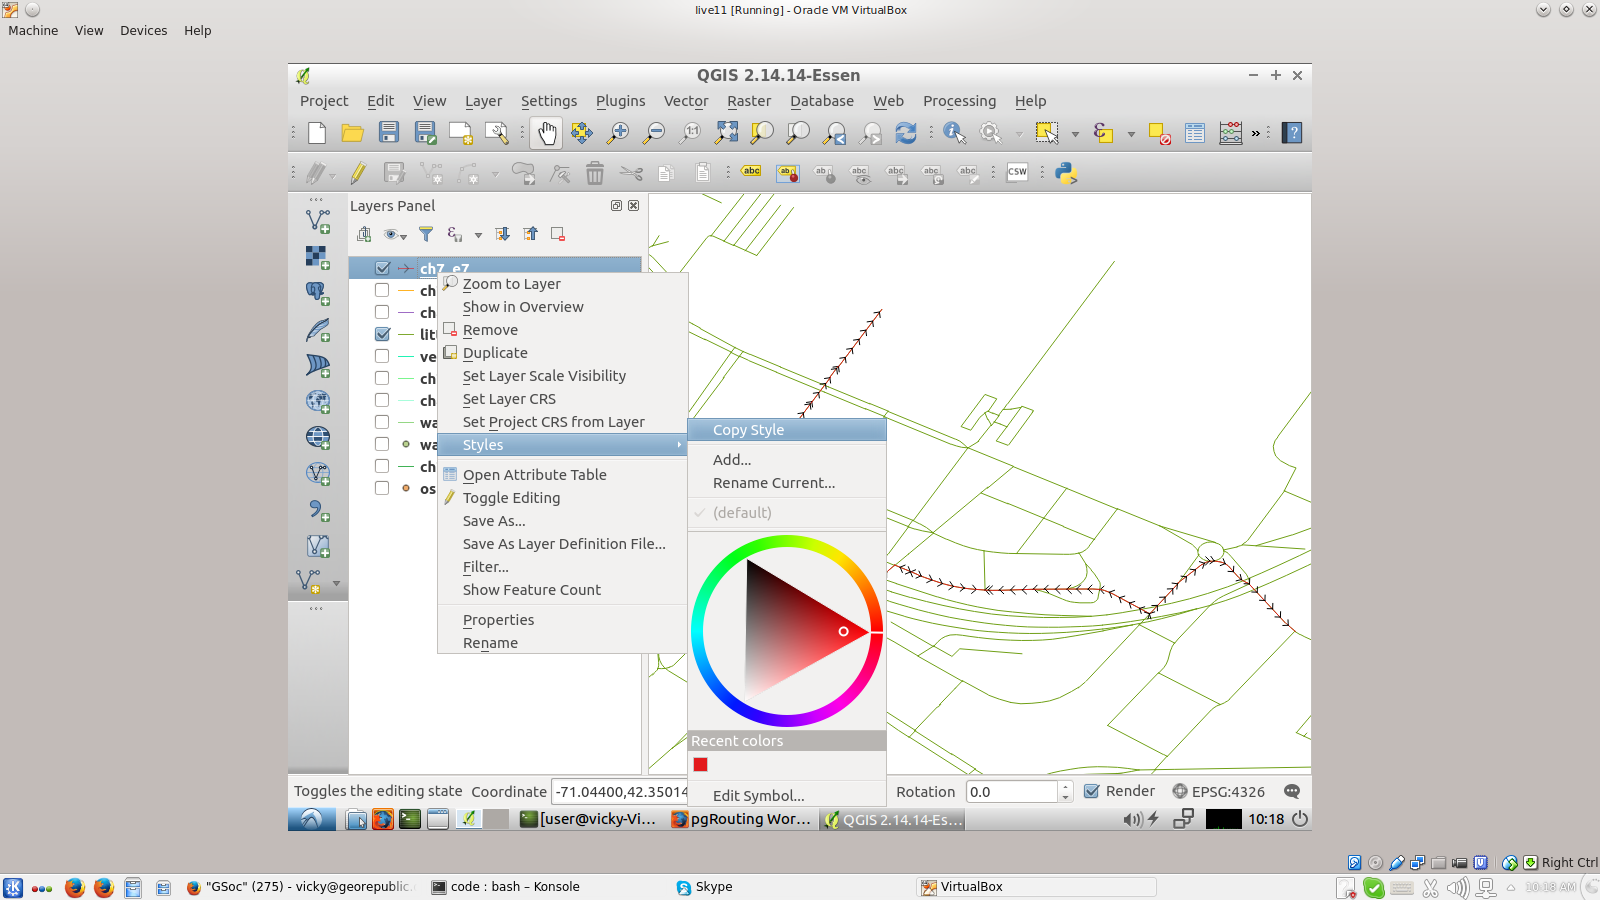 live11 [Running] - Oracle VM VirtualBox
Machine View Devices Help
QGIS 2.14.14-Essen
Project Edit View Layer Settings Plugins Vector Raster Database Web Processing Help
1:1
»
?
abc
abc
CSW
Layers Panel
ch7_e7
ch
ch
lit
ve
ch
ch
wa
wa
ch
os
Zoom to Layer
Show in Overview
Remove
Duplicate
Set Layer Scale Visibility
Set Layer CRS
Set Project CRS from Layer
Styles
Open Attribute Table
Toggle Editing
Save As...
Save As Layer Definition File...
Filter...
Show Feature Count
Properties
Rename
Copy Style
Add...
Rename Current...
(default)
Recent colors
Edit Symbol...
Toggles the editing state Coordinate -71.04400,42.35014 Rotation 0.0 Render EPSG:4326
[user@vicky-Vi... pgRouting Wor... QGIS 2.14.14-Es... 10:18
Right Ctrl
"GSoc" (275) - vicky@georepublic. code : bash – Konsole Skype VirtualBox 10:18 AM